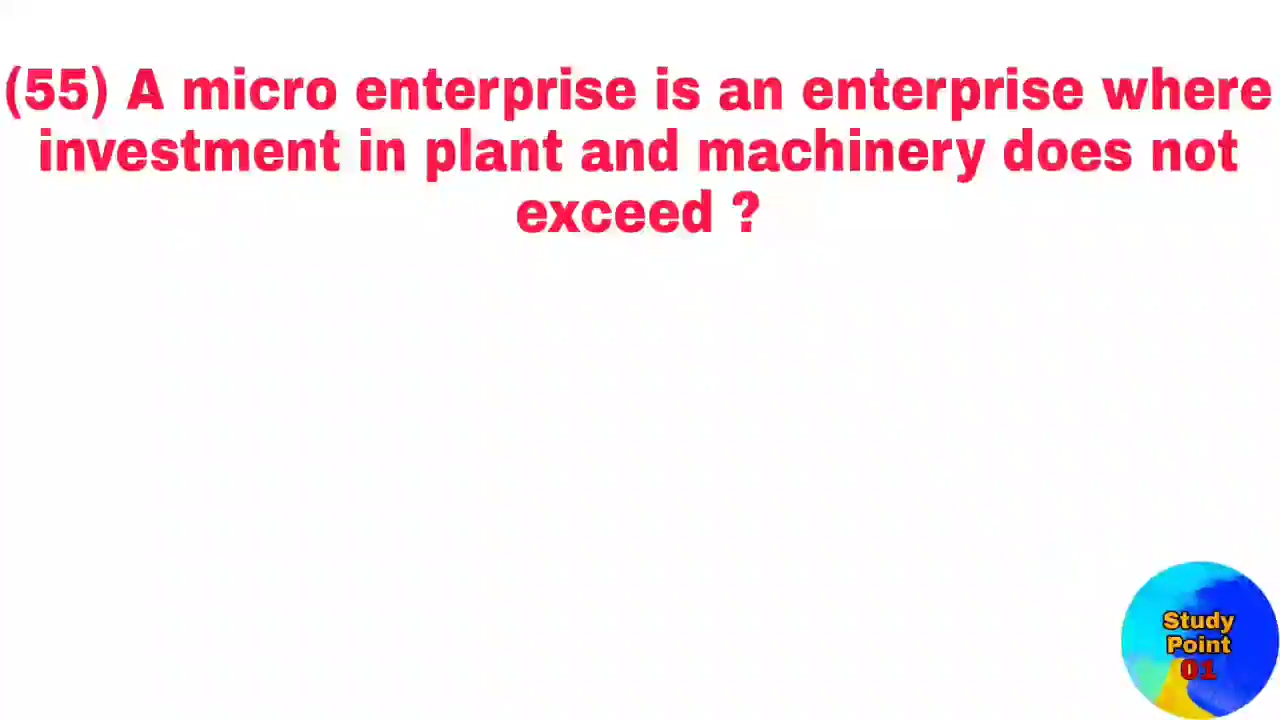 (55) A micro enterprise is an enterprise where
investment in plant and machinery does not
exceed ?
Study
Point
01